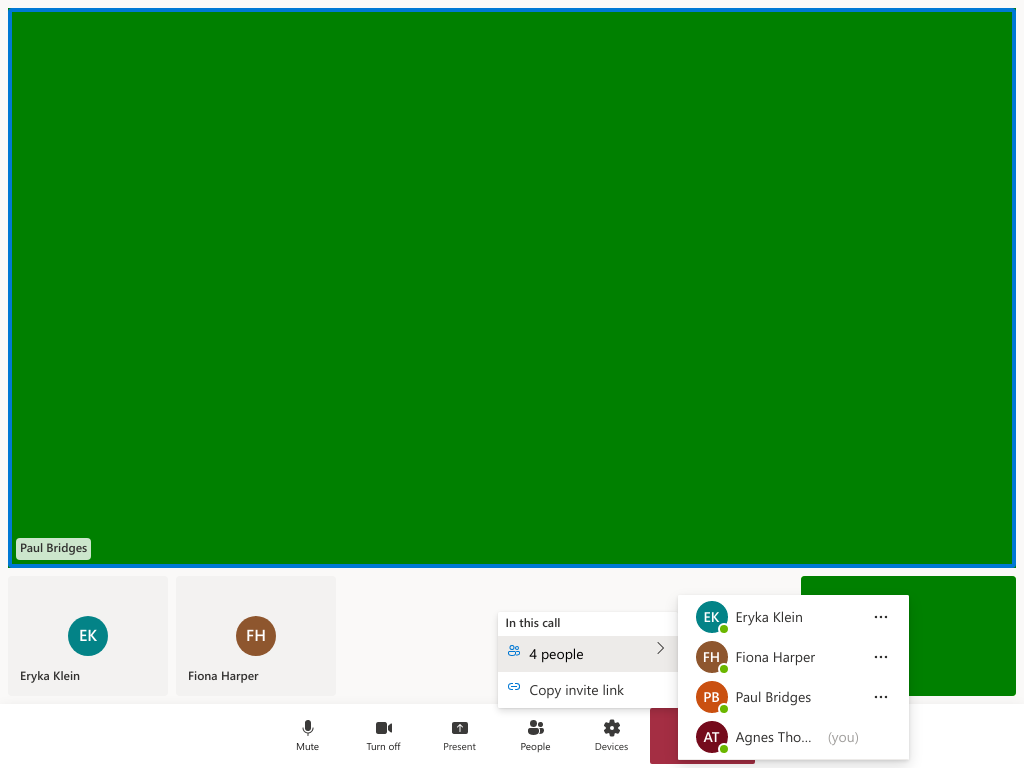 Paul Bridges
EK
Eryka Klein
FH
Fiona Harper
In this call
4 people
Copy invite link
EK Eryka Klein ...
FH Fiona Harper ...
PB Paul Bridges ...
AT Agnes Tho... (you)
Mute
Turn off
Present
People
Devices